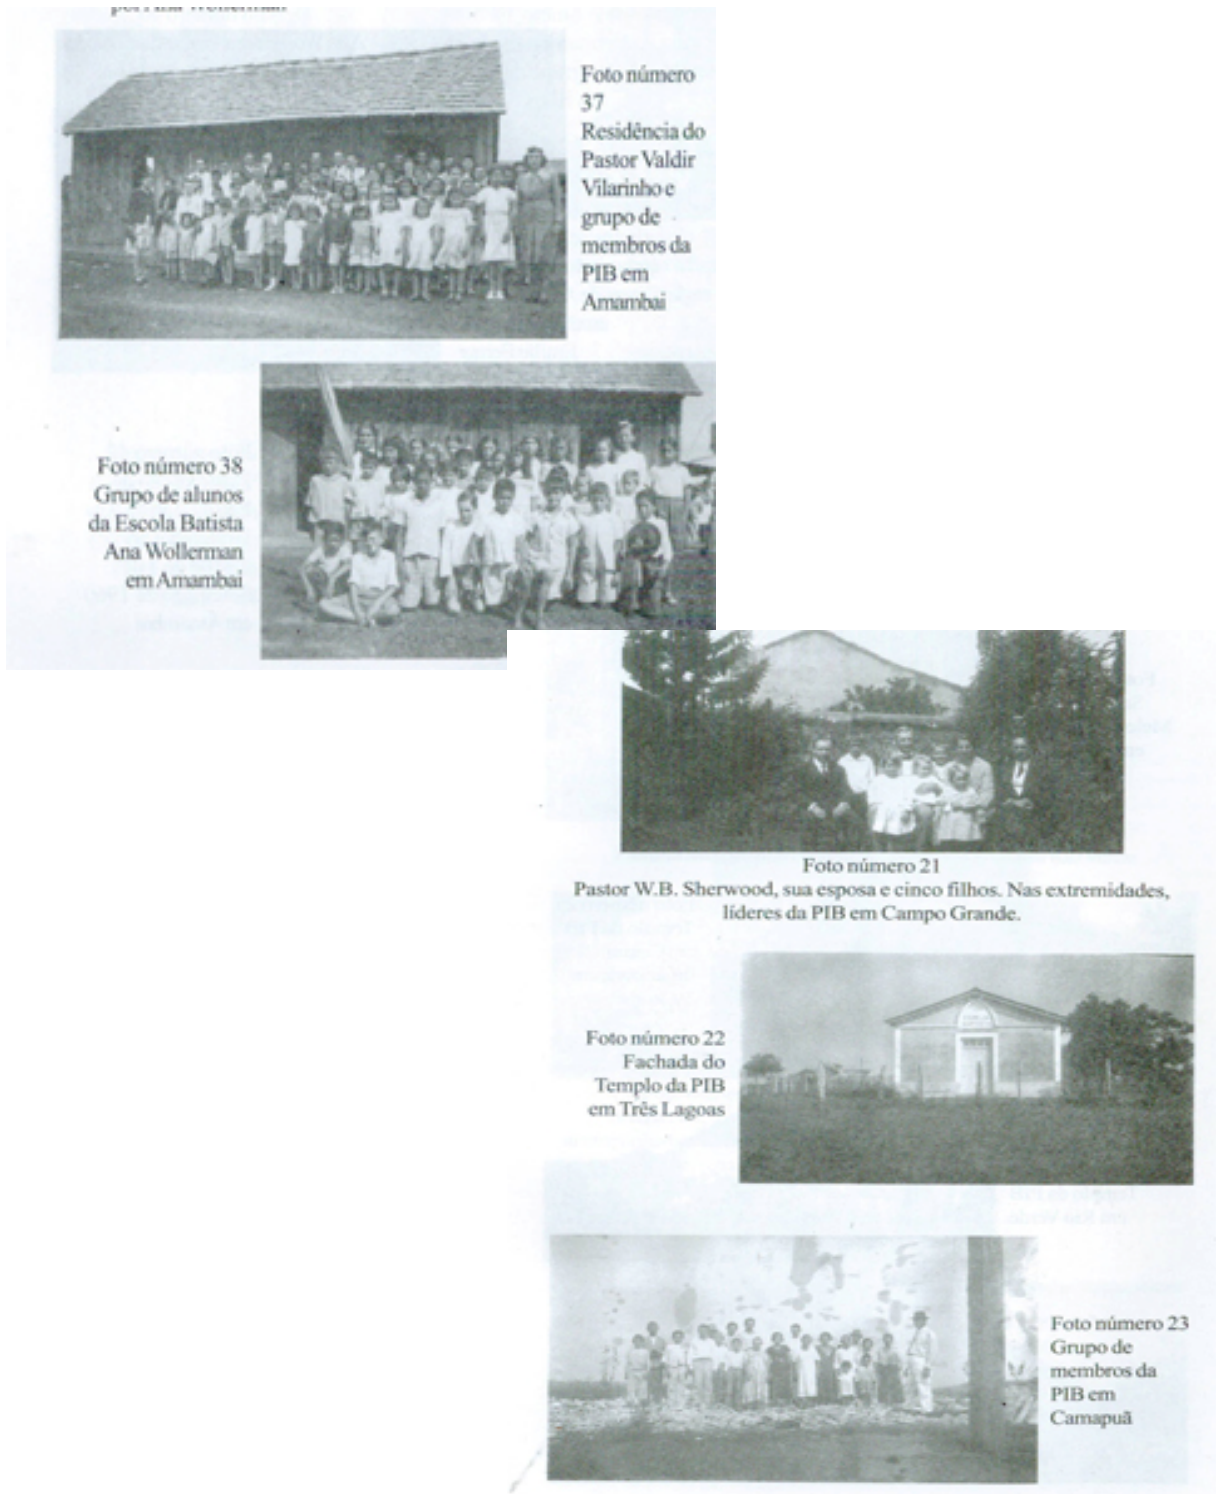 por Ana Wollerman
Foto número
37
Residência do
Pastor Valdir
Vilarinho e
grupo de
membros da
PIB em
Amambai
Foto número 38
Grupo de alunos
da Escola Batista
Ana Wollerman
em Amambai
Foto número 21
Pastor W.B. Sherwood, sua esposa e cinco filhos. Nas extremidades,
líderes da PIB em Campo Grande.
Foto número 22
Fachada do
Templo da PIB
em Três Lagoas
Foto número 23
Grupo de
membros da
PIB em
Camapuã